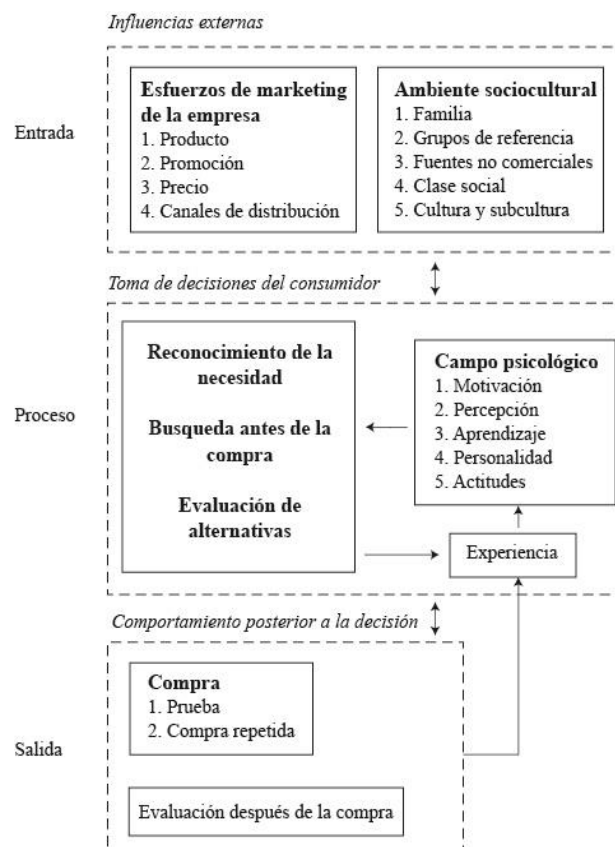 Influencias externas
Entrada
Esfuerzos de marketing
de la empresa
1. Producto
2. Promoción
3. Precio
4. Canales de distribución
Ambiente sociocultural
1. Familia
2. Grupos de referencia
3. Fuentes no comerciales
4. Clase social
5. Cultura y subcultura
Toma de decisiones del consumidor
Proceso
Reconocimiento de la
necesidad
Busqueda antes de la
compra
Evaluación de
alternativas
Campo psicológico
1. Motivación
2. Percepción
3. Aprendizaje
4. Personalidad
5. Actitudes
Experiencia
Comportamiento posterior a la decisión
Salida
Compra
1. Prueba
2. Compra repetida
Evaluación después de la compra